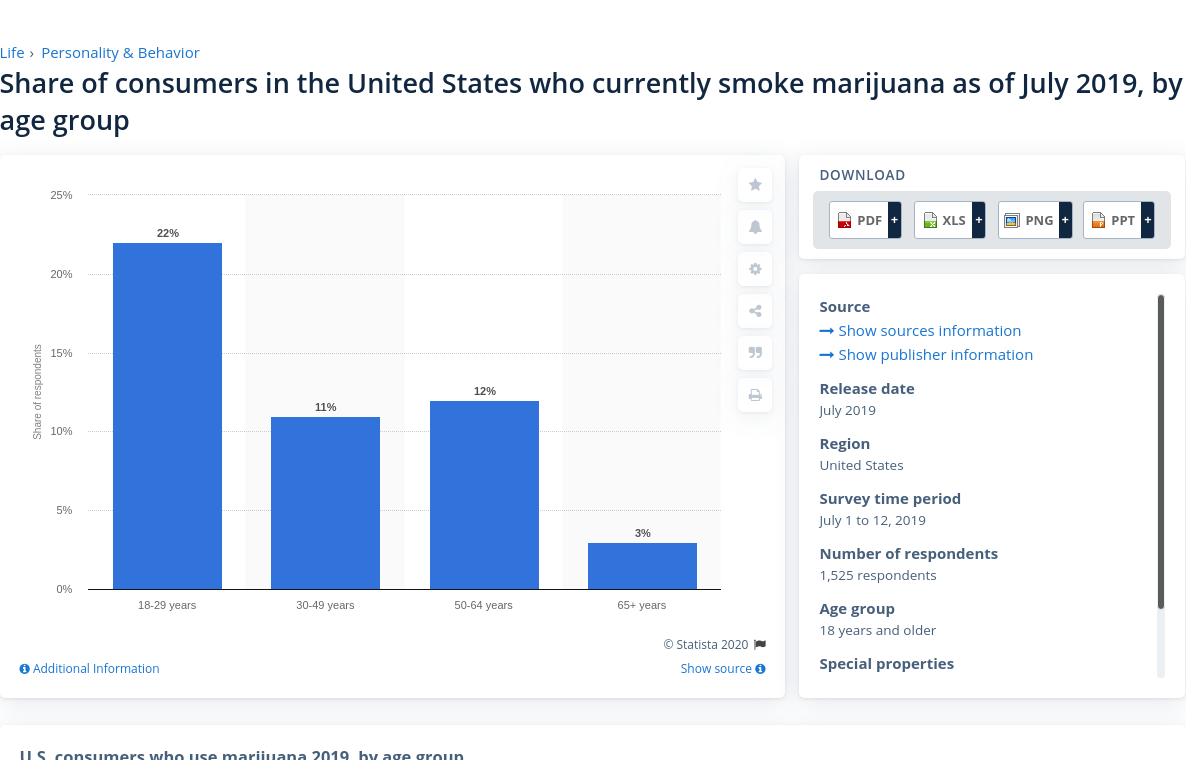 Life › Personality & Behavior
Share of consumers in the United States who currently smoke marijuana as of July 2019, by
age group
25%
20%
15%
10%
5%
0%
Share of respondents
22%
11%
12%
3%
18-29 years
30-49 years
50-64 years
65+ years
© Statista 2020
Additional Information
Show source
DOWNLOAD
PDF +
XLS +
PNG +
PPT +
Source
Show sources information
Show publisher information
Release date
July 2019
Region
United States
Survey time period
July 1 to 12, 2019
Number of respondents
1,525 respondents
Age group
18 years and older
Special properties
U.S. consumers who use marijuana 2019, by age group